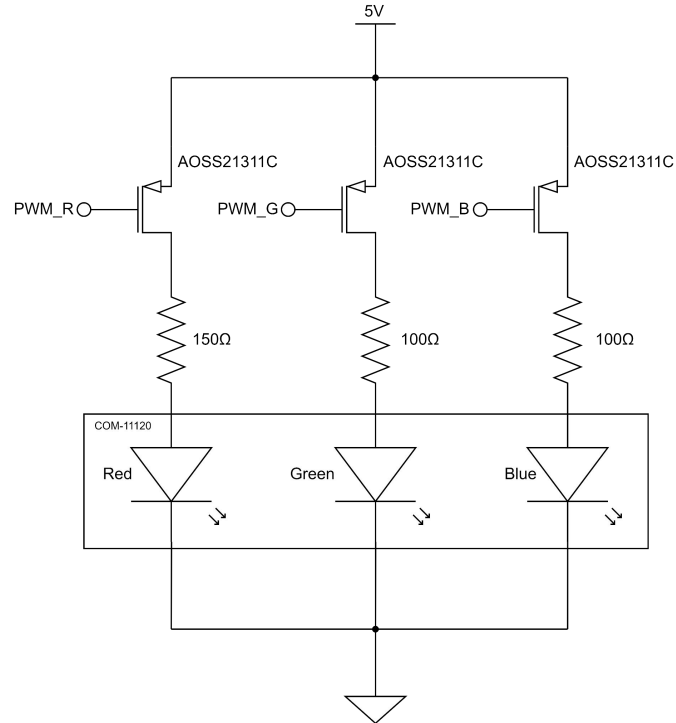 5V
AOSS21311C
AOSS21311C
AOSS21311C
PWM_R
PWM_G
PWM_B
150Ω
100Ω
100Ω
COM-11120
Red
Green
Blue